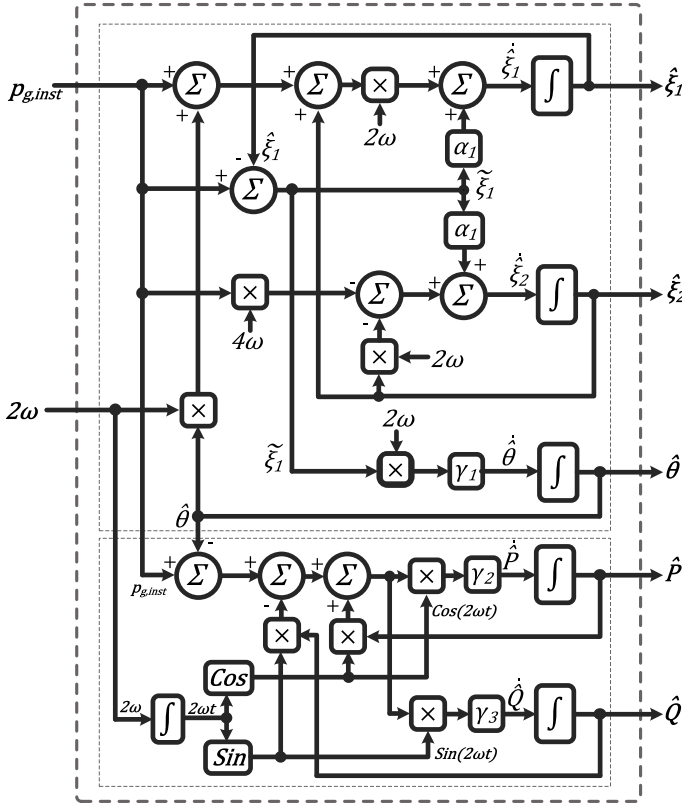 + Σ + + Σ + × + Σ + ξ̂̇₁ ∫ ξ̂₁
p_g,inst
2ω
- ξ̂₁
α₁
+ Σ ξ̃₁
α₁
+
× - Σ + Σ ξ̂̇₂ ∫ ξ̂₂
4ω
-
× 2ω
2ω ×
2ω
ξ̃₁ × γ₁ θ̂̇ ∫ θ̂
θ̂
-
+ Σ + Σ + Σ × γ₂ P̂̇ ∫ P̂
p_g,inst
- + Cos(2ωt)
× ×
Cos
2ω ∫ 2ωt × γ₃ Q̂̇ ∫ Q̂
Sin Sin(2ωt)